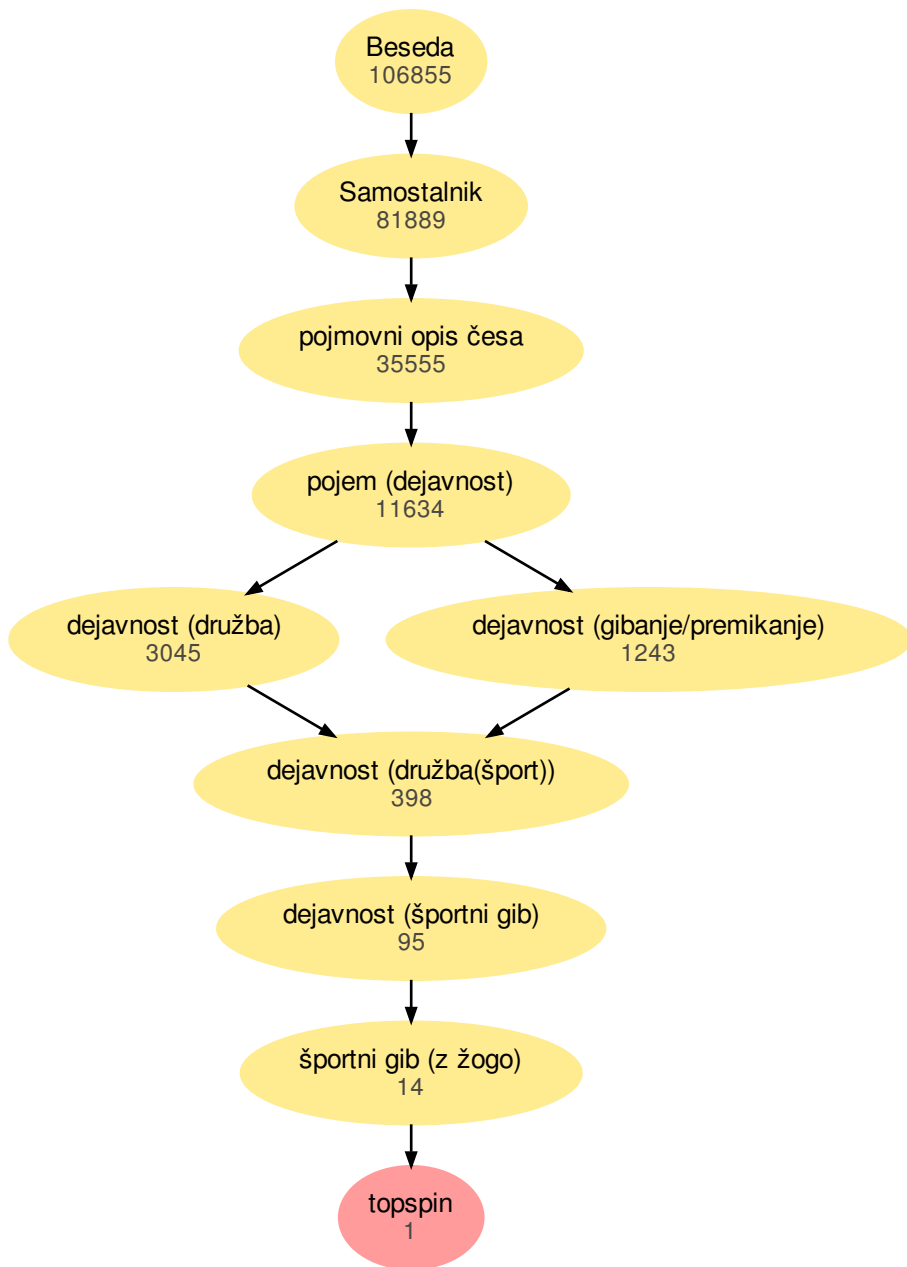 Beseda
106855
Samostalnik
81889
pojmovni opis česa
35555
pojem (dejavnost)
11634
dejavnost (družba)
3045
dejavnost (gibanje/premikanje)
1243
dejavnost (družba(šport))
398
dejavnost (športni gib)
95
športni gib (z žogo)
14
topspin
1